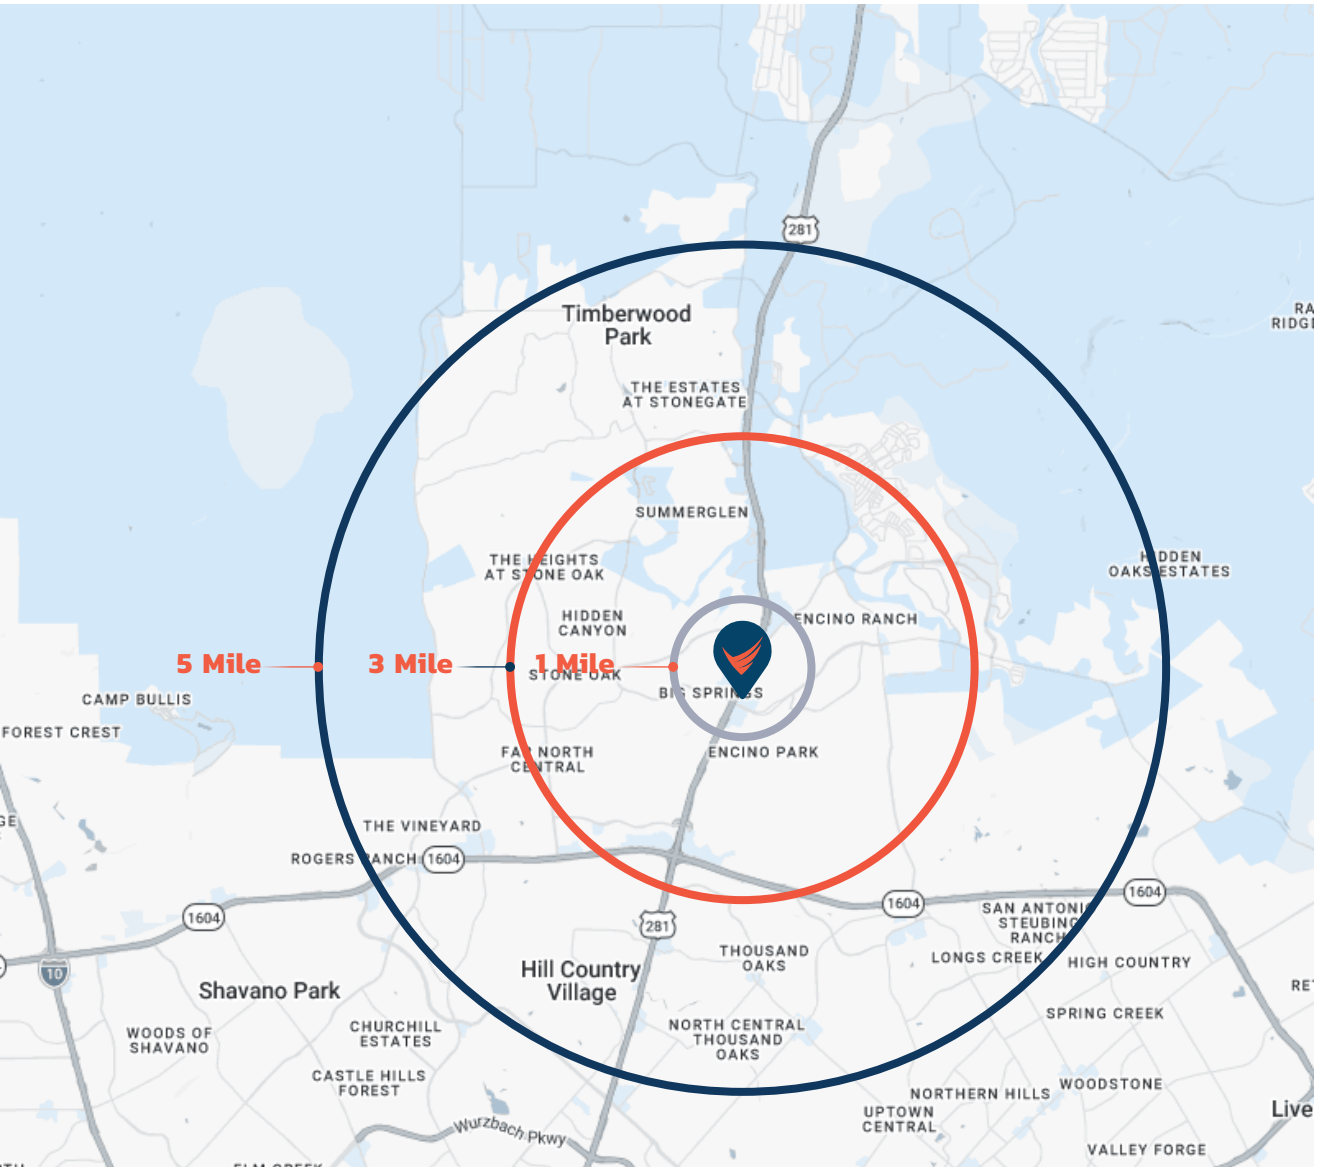 281
Timberwood
Park
THE ESTATES
AT STONEGATE
SUMMERGLEN
THE HEIGHTS
AT STONE OAK
HIDDEN
OAKS ESTATES
HIDDEN
CANYON
ENCINO RANCH
5 Mile
3 Mile
1 Mile
STONE OAK
BIG SPRINGS
CAMP BULLIS
FOREST CREST
FAR NORTH
CENTRAL
ENCINO PARK
THE VINEYARD
ROGERS RANCH
1604
1604
1604
1604
281
SAN ANTONIO
STEUBING
RANCH
THOUSAND
OAKS
LONGS CREEK
HIGH COUNTRY
10
Hill Country
Village
Shavano Park
SPRING CREEK
WOODS OF
SHAVANO
CHURCHILL
ESTATES
NORTH CENTRAL
THOUSAND
OAKS
CASTLE HILLS
FOREST
WOODSTONE
NORTHERN HILLS
UPTOWN
CENTRAL
Live
Wurzbach Pkwy
VALLEY FORGE